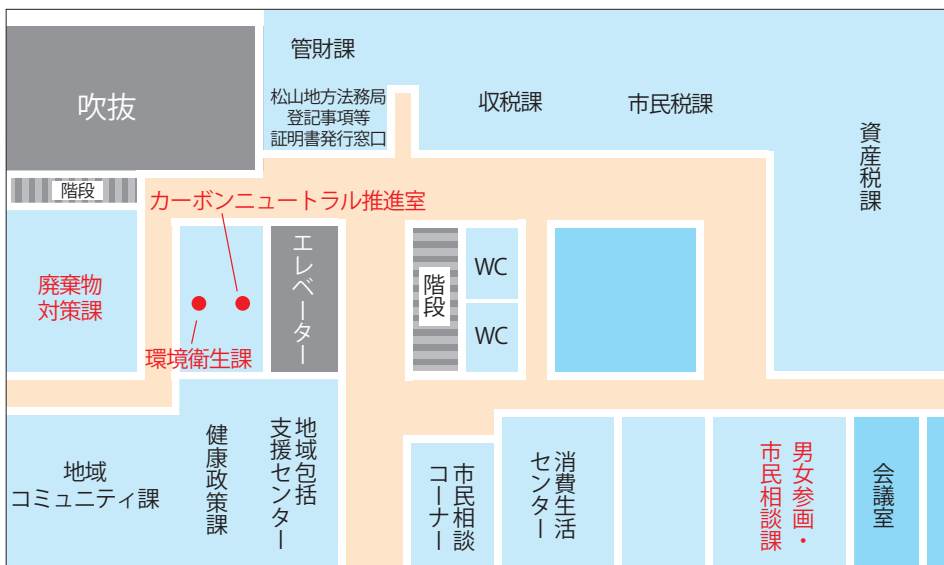 管財課
松山地方法務局
登記事項等
証明書発行窓口
収税課
市民税課
資産税課
吹抜
階段
カーボンニュートラル推進室
廃棄物
対策課
環境衛生課
エレベーター
階段
WC
WC
地域
コミュニティ課
健康政策課
地域包括
支援センター
市民相談
コーナー
消費生活
センター
男女参画・
市民相談課
会議室